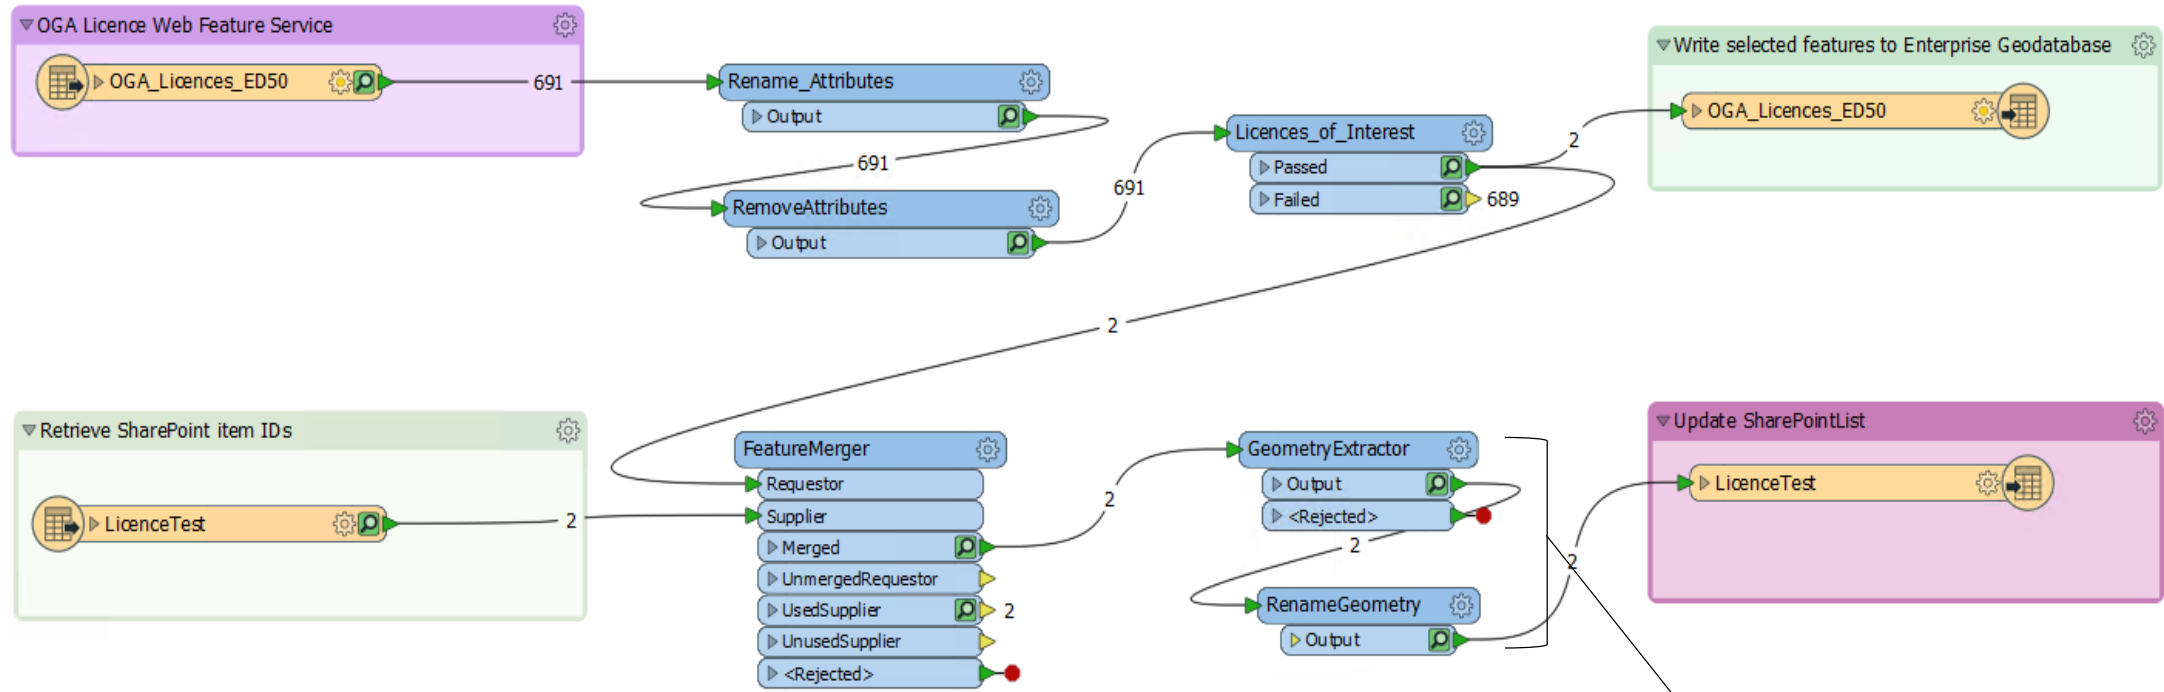 OGA Licence Web Feature Service
OGA_Licences_ED50
691
Rename_Attributes
Output
691
RemoveAttributes
Output
691
Licences_of_Interest
Passed
Failed
689
2
Write selected features to Enterprise Geodatabase
OGA_Licences_ED50
2
Retrieve SharePoint item IDs
LicenceTest
2
FeatureMerger
Requestor
Supplier
Merged
UnmergedRequestor
UsedSupplier
2
UnusedSupplier
<Rejected>
2
GeometryExtractor
Output
<Rejected>
2
RenameGeometry
Output
2
Update SharePointList
LicenceTest